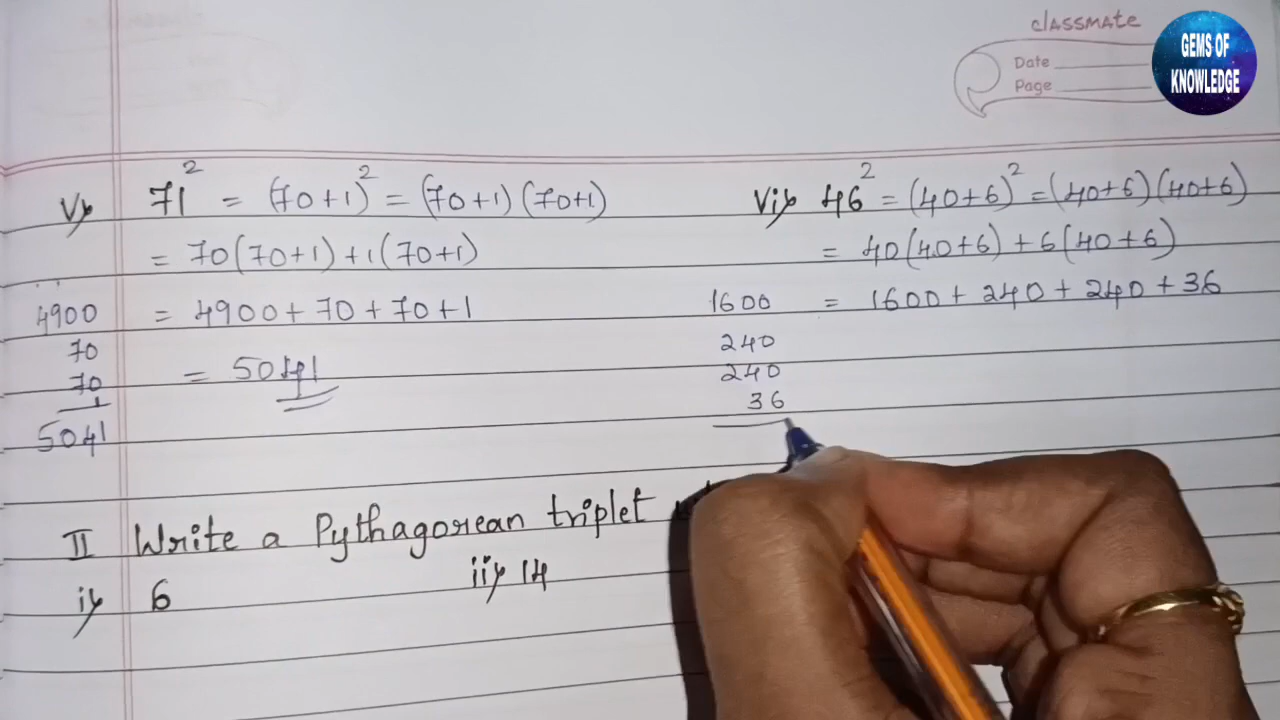 classmate
Date
Page
GEMS OF
KNOWLEDGE
v) 71² = (70+1)² = (70+1)(70+1)
= 70(70+1)+1(70+1)
= 4900+70+70+1
= 5041
4900
70
70
1
5041
vi) 46² = (40+6)² = (40+6)(40+6)
= 40(40+6)+6(40+6)
= 1600+240+240+36
1600
240
240
36
II Write a Pythagorean triplet
i) 6
ii) 14